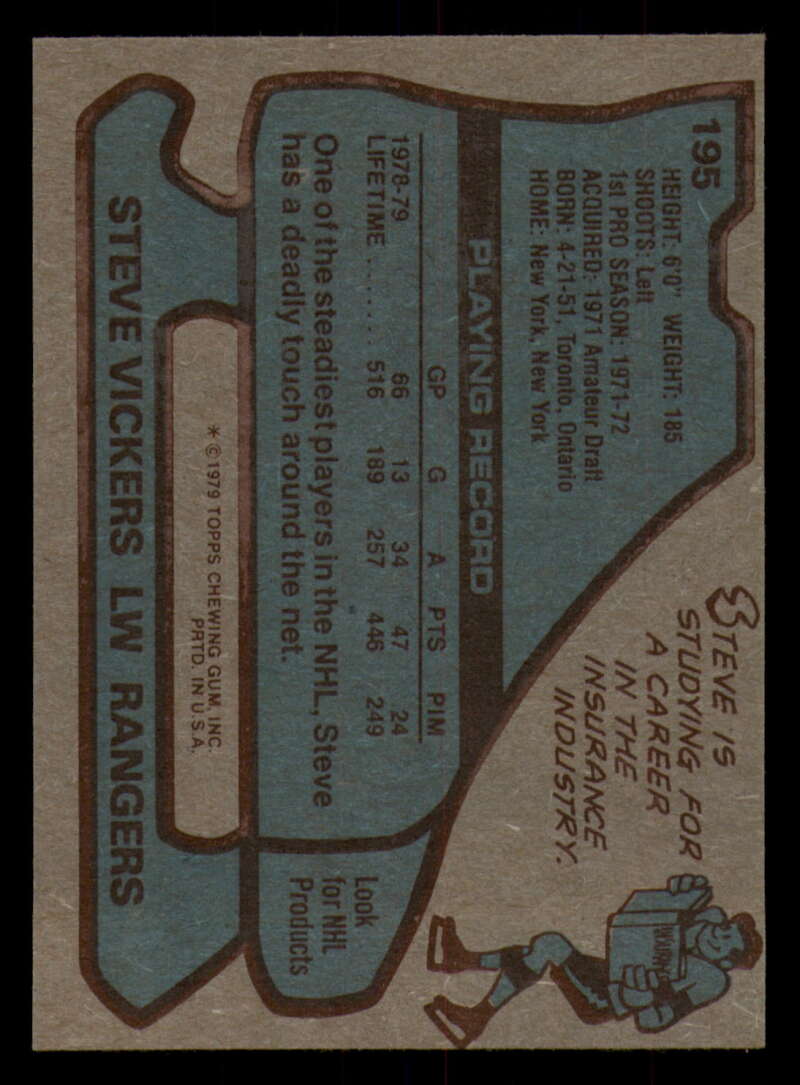 195
HEIGHT: 6'0" WEIGHT: 185
SHOOTS: Left
1st PRO SEASON: 1971-72
ACQUIRED: 1971 Amateur Draft
BORN: 4-21-51, Toronto, Ontario
HOME: New York, New York
STEVE IS
STUDYING FOR
A CAREER
IN THE
INSURANCE
INDUSTRY.
PLAYING RECORD
GP G A PTS PIM
1978-79 66 13 34 47 24
LIFETIME ....... 516 189 257 446 249
One of the steadiest players in the NHL, Steve
has a deadly touch around the net.
Look
for NHL
Products
* © 1979 TOPPS CHEWING GUM, INC.
PRTD. IN U.S.A.
STEVE VICKERS LW RANGERS